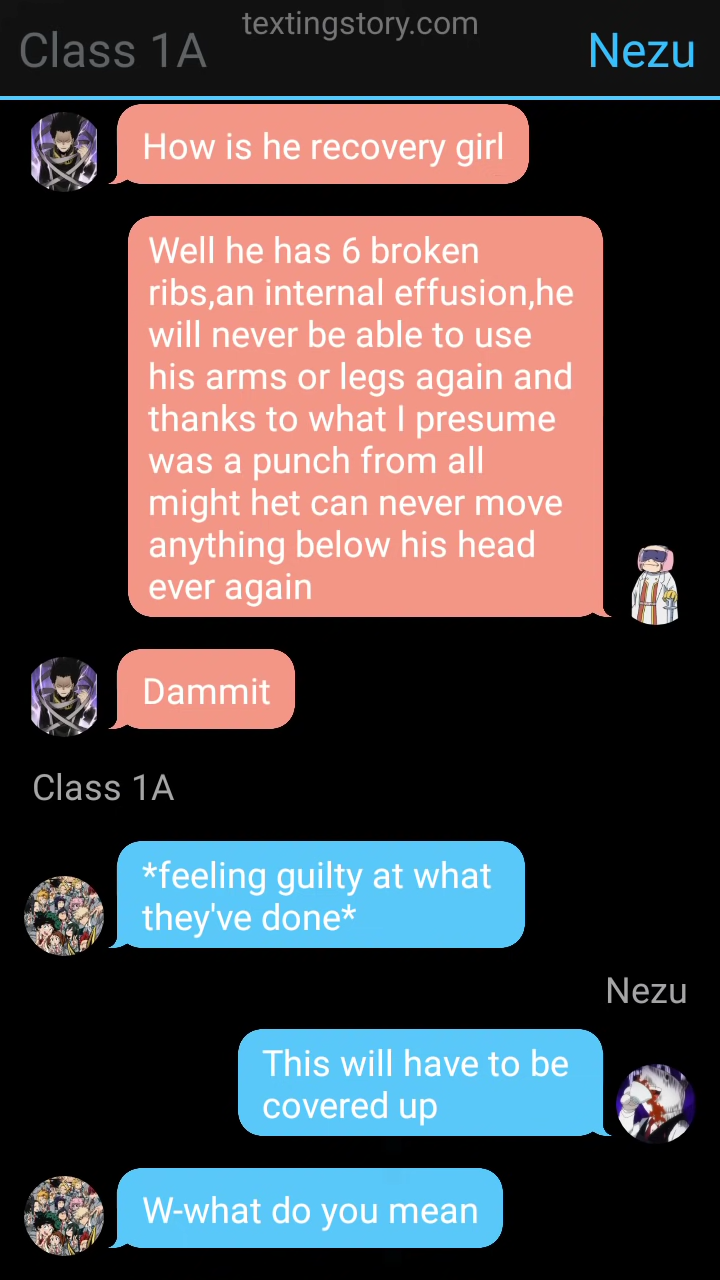 textingstory.com
Class 1A
Nezu
How is he recovery girl
Well he has 6 broken
ribs,an internal effusion,he
will never be able to use
his arms or legs again and
thanks to what I presume
was a punch from all
might het can never move
anything below his head
ever again
Dammit
Class 1A
*feeling guilty at what
they've done*
Nezu
This will have to be
covered up
W-what do you mean